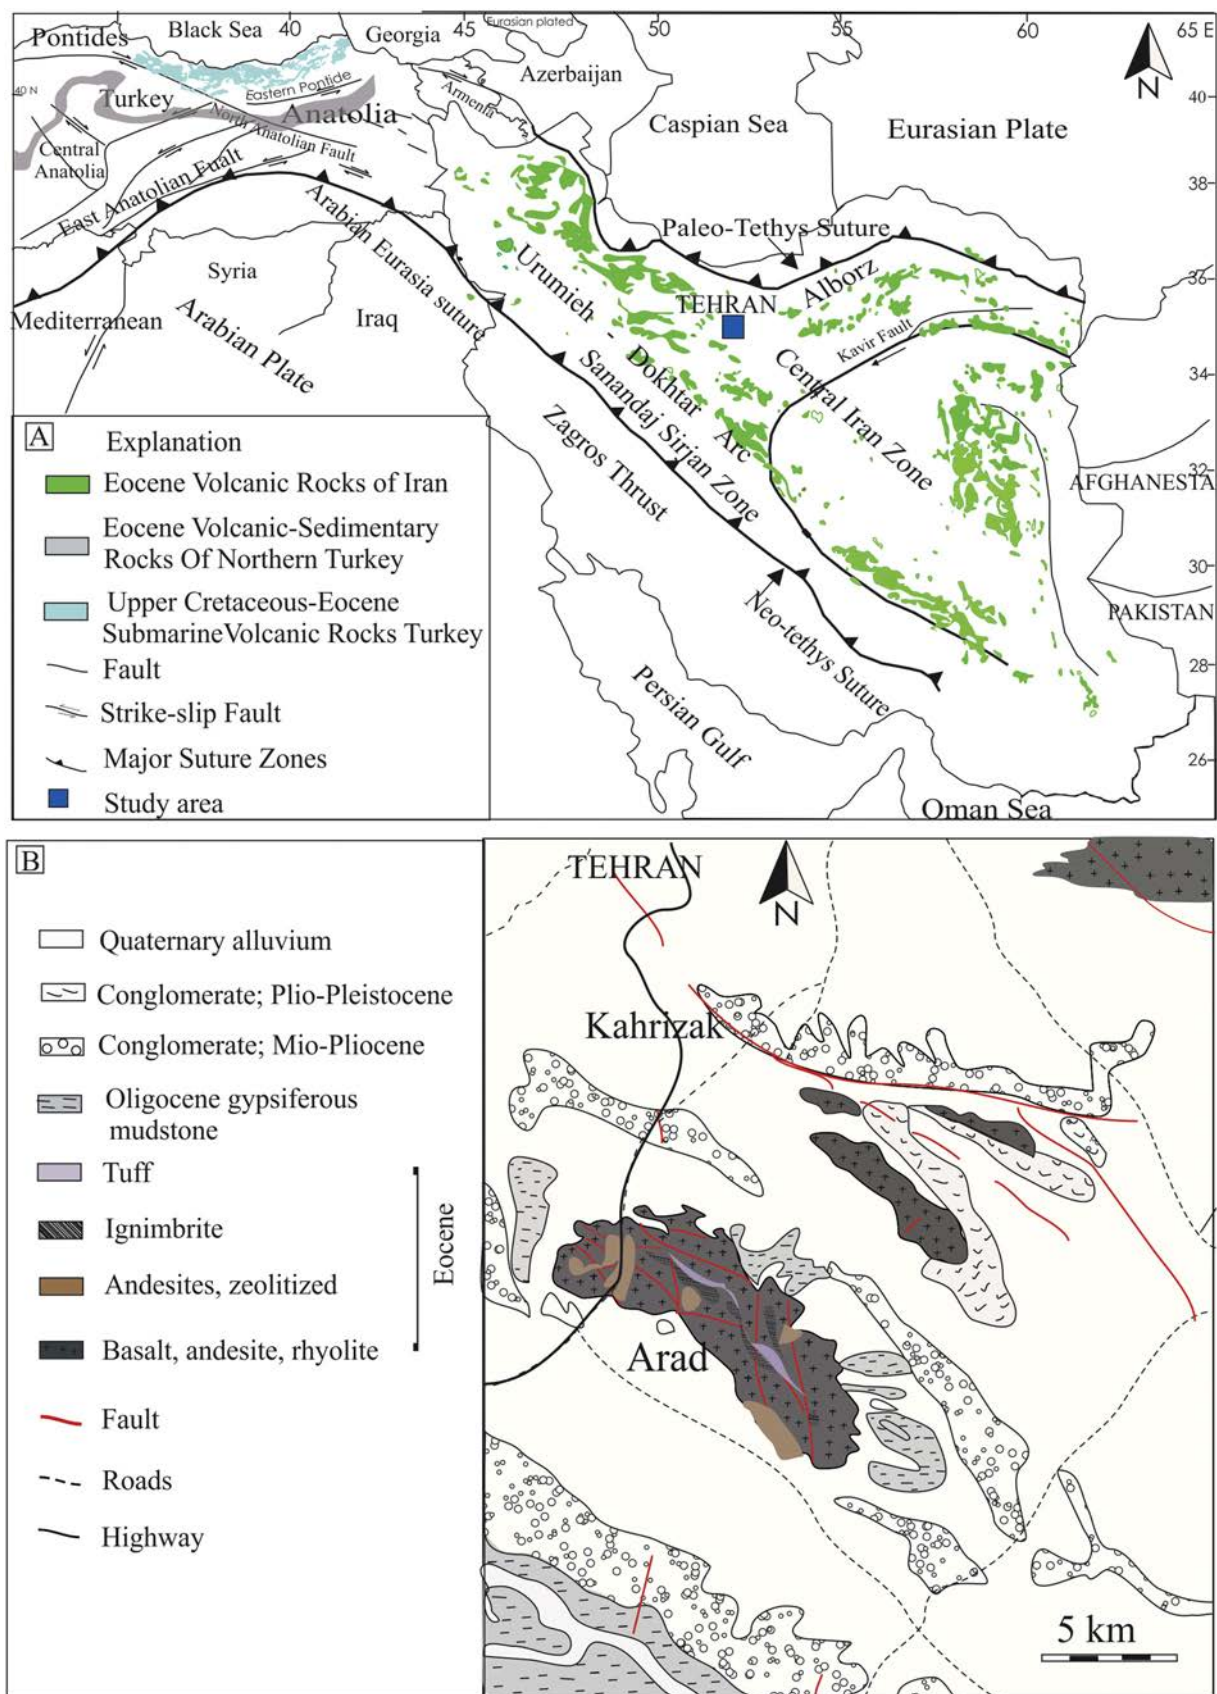 Pontides
Black Sea
40
Georgia
45
Eurasian plated
50
55
60
65 E
40 N
Turkey
Eastern Pontide
Anatolia
North Anatolian Fault
Central
Anatolia
East Anatolian Fualt
Armenia
Azerbaijan
Caspian Sea
Eurasian Plate
N
40
38
Paleo-Tethys Suture
Arabian Eurasia suture
Syria
Urumieh
TEHRAN
Alborz
36
Mediterranean
Arabian Plate
Iraq
Kavir Fault
Dokhtar
Arc
Sanandaj Sirjan Zone
Central Iran Zone
34
Zagros Thrust
32
AFGHANESTA
30
Neo-tethys Suture
PAKISTAN
28
Persian Gulf
26
Oman Sea
A
Explanation
Eocene Volcanic Rocks of Iran
Eocene Volcanic-Sedimentary
Rocks Of Northern Turkey
Upper Cretaceous-Eocene
SubmarineVolcanic Rocks Turkey
Fault
Strike-slip Fault
Major Suture Zones
Study area
B
Quaternary alluvium
Conglomerate; Plio-Pleistocene
Conglomerate; Mio-Pliocene
Oligocene gypsiferous
mudstone
Tuff
Ignimbrite
Andesites, zeolitized
Basalt, andesite, rhyolite
Eocene
Fault
Roads
Highway
TEHRAN
N
Kahrizak
Arad
5 km